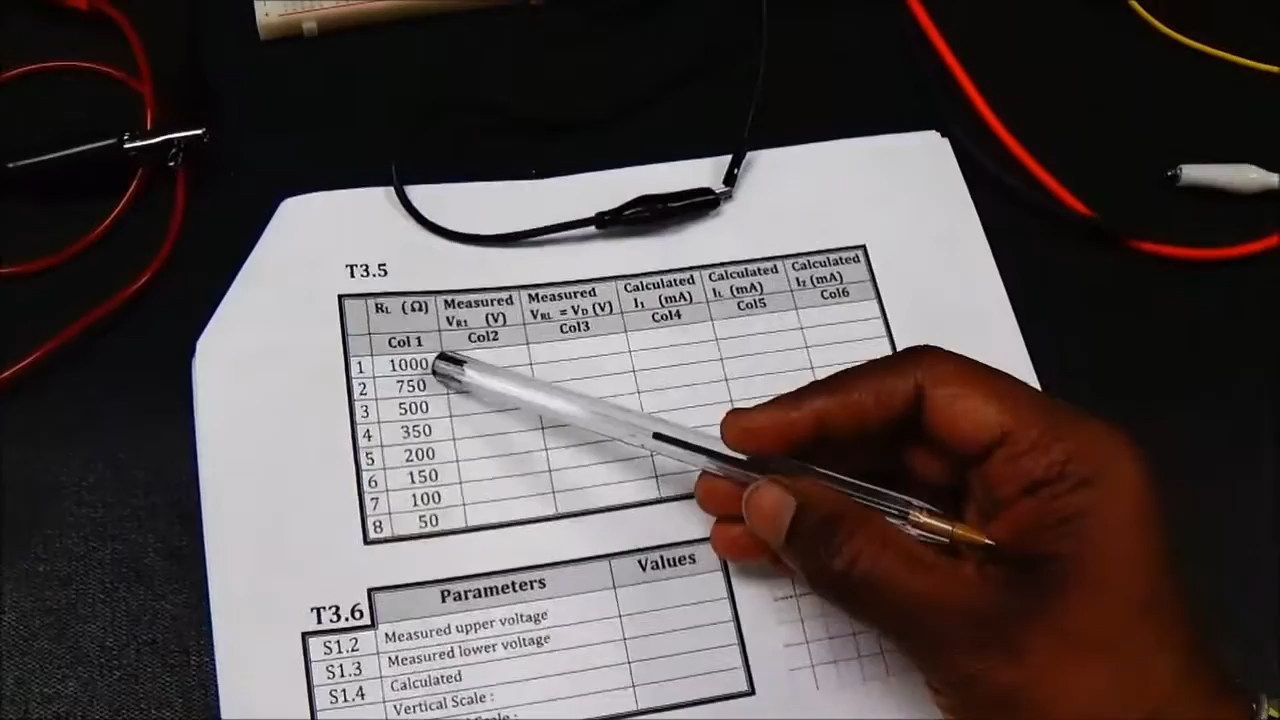 T3.5
RL (Ω) Measured VR1 (V) Measured VRL = VD (V) Calculated I1 (mA) Calculated IL (mA) Calculated IZ (mA)
Col 1 Col2 Col3 Col4 Col5 Col6
1 1000
2 750
3 500
4 350
5 200
6 150
7 100
8 50
T3.6 Parameters Values
S1.2 Measured upper voltage
S1.3 Measured lower voltage
S1.4 Calculated
Vertical Scale :
Scale :